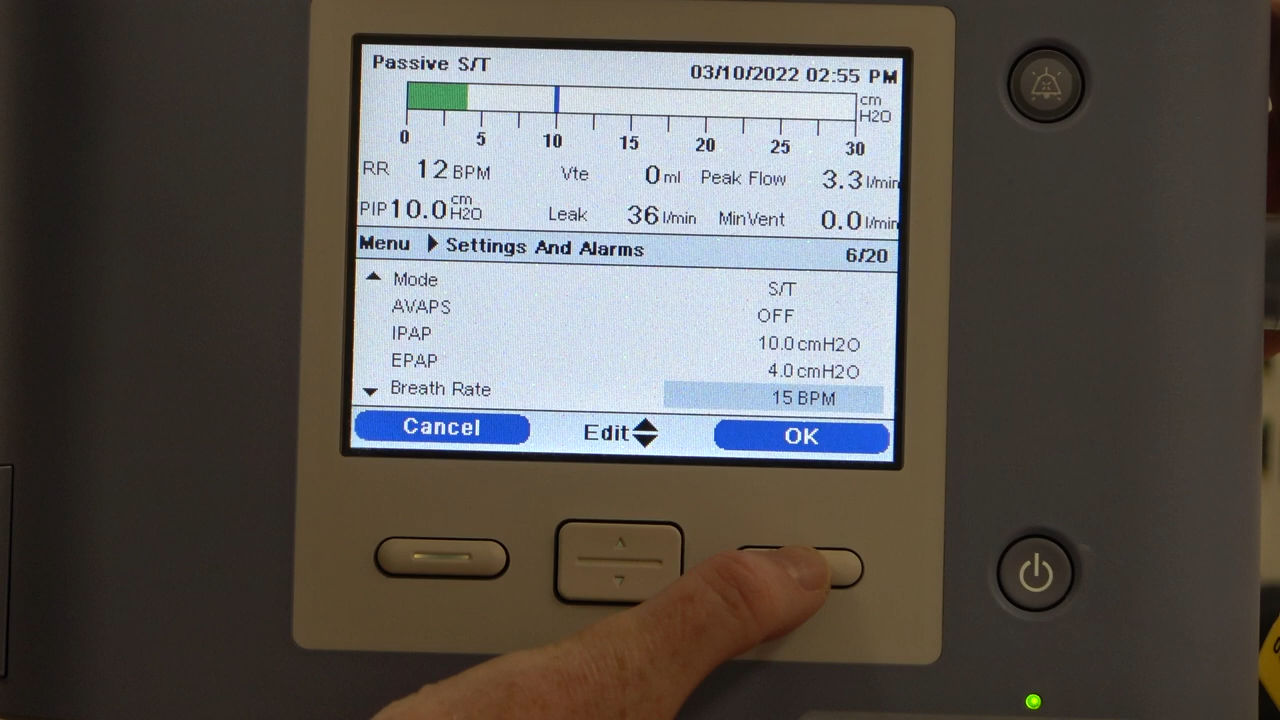 Passive S/T 03/10/2022 02:55 PM
cm
H2O
0 5 10 15 20 25 30
RR 12 BPM Vte 0 ml Peak Flow 3.3 l/min
PIP 10.0 cm H2O Leak 36 l/min MinVent 0.0 l/min
Menu Settings And Alarms 6/20
Mode S/T
AVAPS OFF
IPAP 10.0 cmH2O
EPAP 4.0 cmH2O
Breath Rate 15 BPM
Cancel Edit OK